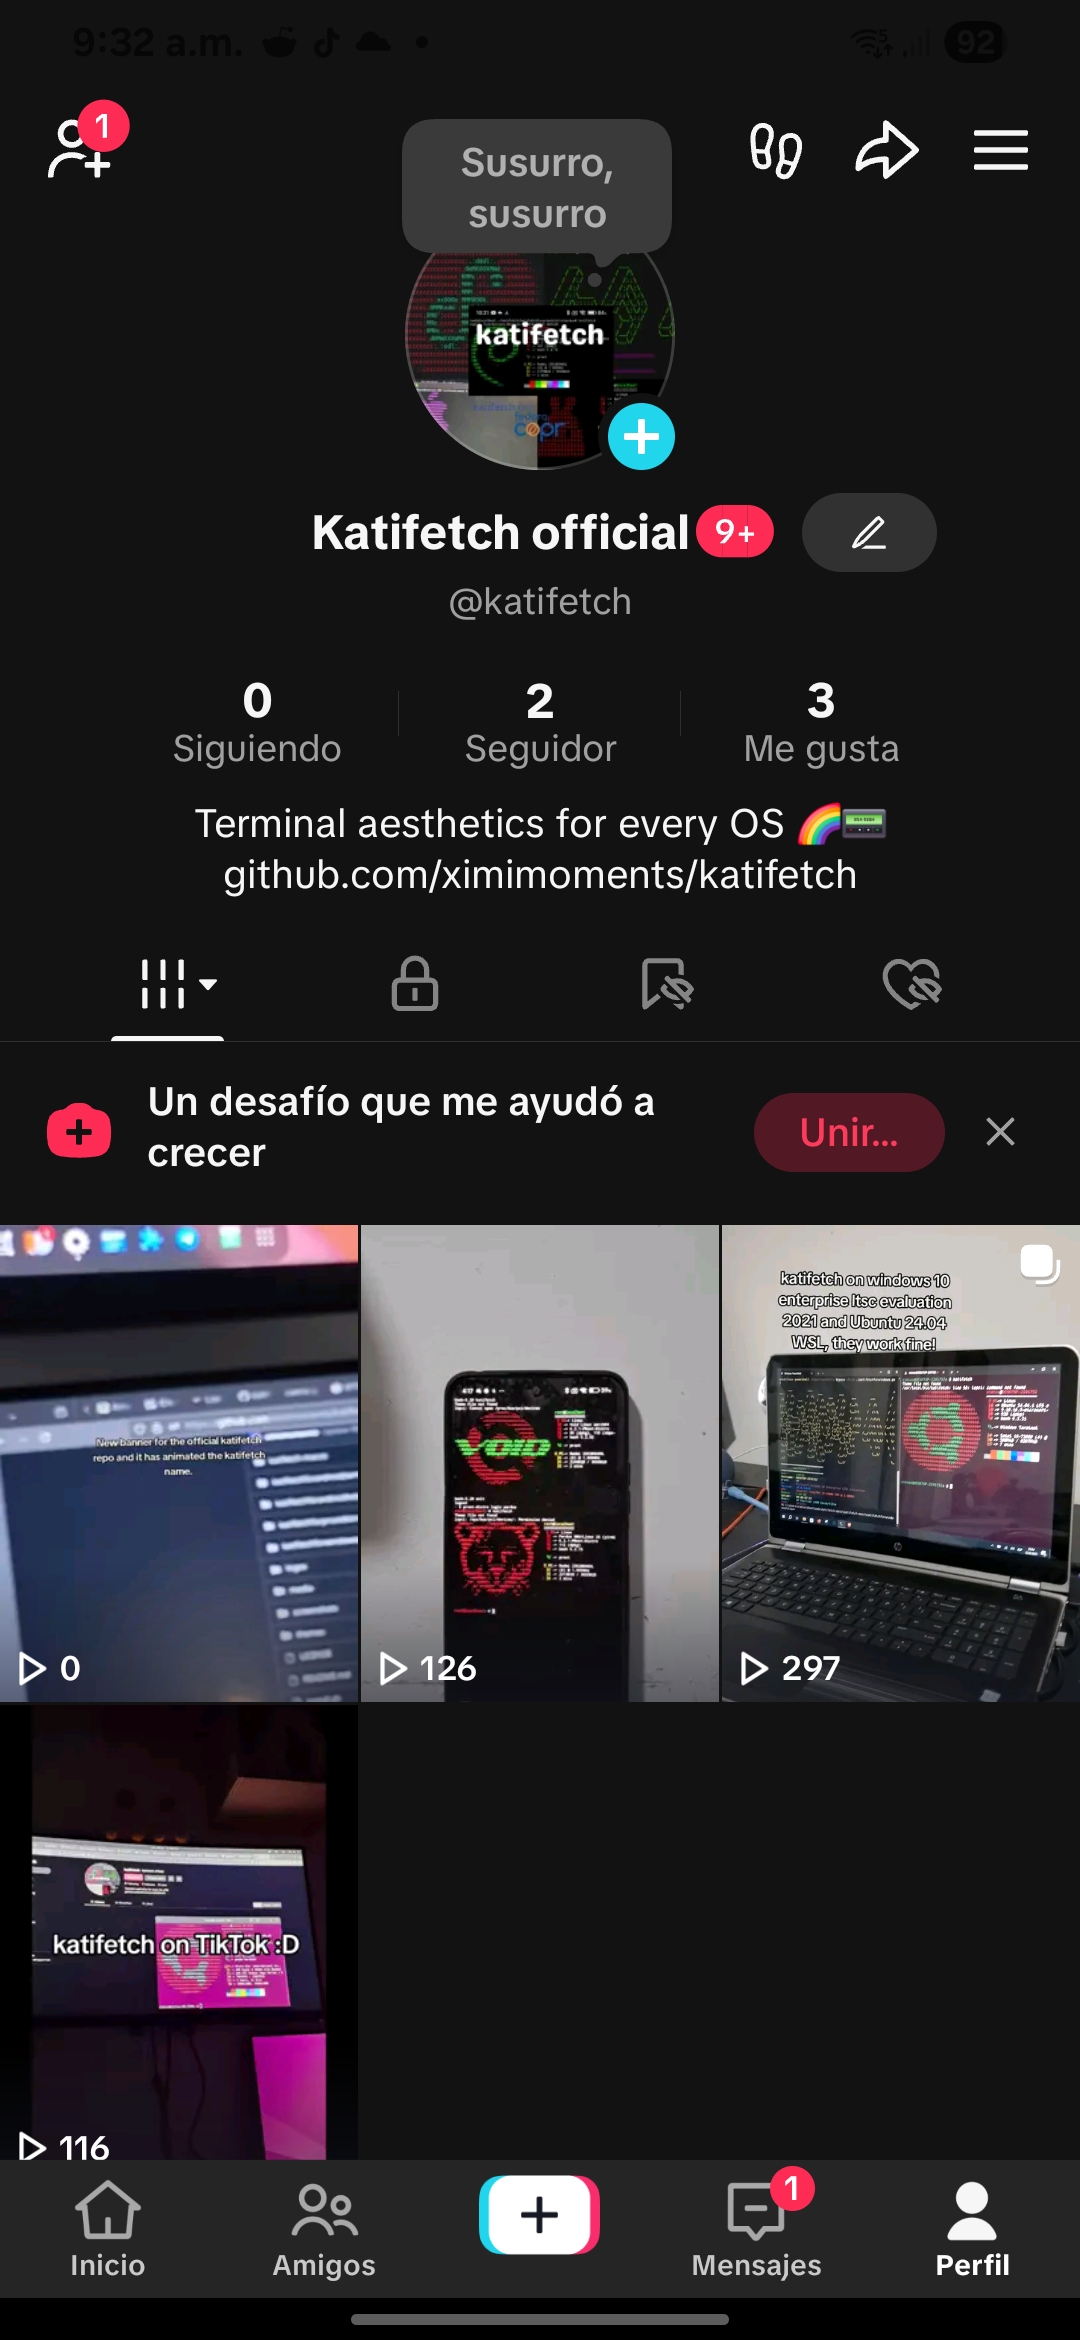 9:32 a.m.
92
1
Susurro,
susurro
katifetch
fedora
copr
Katifetch official 9+
@katifetch
0
Siguiendo
2
Seguidor
3
Me gusta
Terminal aesthetics for every OS 🌈📟
github.com/ximimoments/katifetch
Un desafío que me ayudó a
crecer
Unir...
New banner for the official katifetch
repo and it has animated the katifetch
name.
0
VOID
126
katifetch on windows 10
enterprise ltsc evaluation
2021 and Ubuntu 24.04
WSL, they work fine!
297
katifetch on TikTok :D
116
Inicio
Amigos
1
Mensajes
Perfil